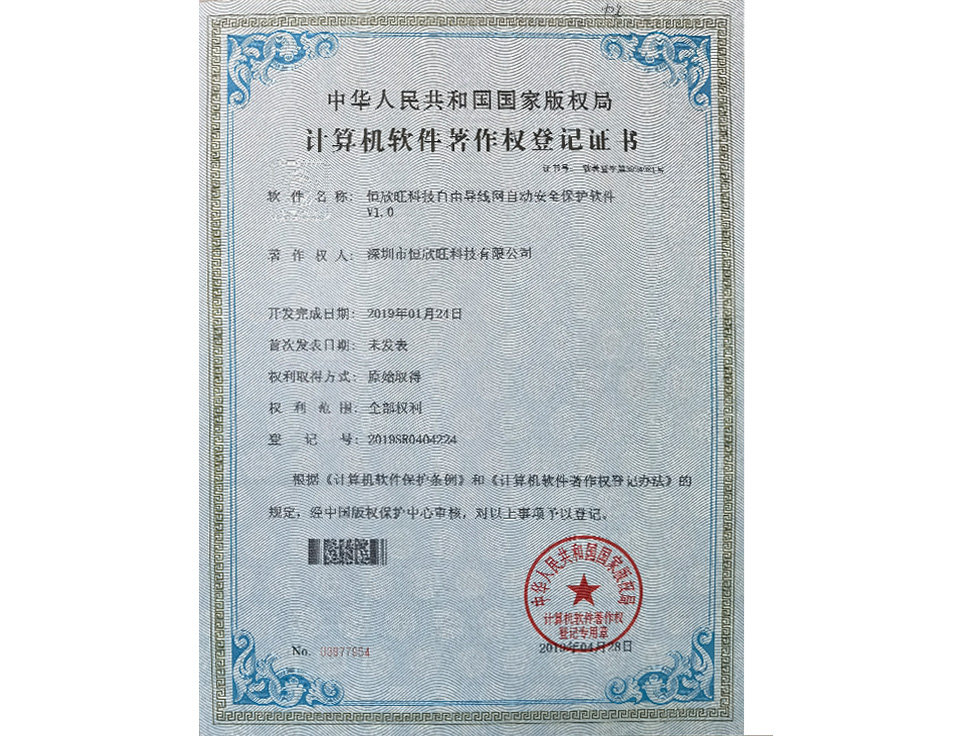 中华人民共和国国家版权局
计算机软件著作权登记证书
证书号：
软件名称： 恒欣旺科技自由导线网自动安全保护软件
V1.0
著作权人： 深圳市恒欣旺科技有限公司
开发完成日期： 2019年01月24日
首次发表日期： 未发表
权利取得方式： 原始取得
权利范围： 全部权利
登记号： 2019SR0404224
根据《计算机软件保护条例》和《计算机软件著作权登记办法》的
规定，经中国版权保护中心审核，对以上事项予以登记。
中华人民共和国国家版权局
计算机软件著作权
登记专用章
No. 03877954
2019年04月28日